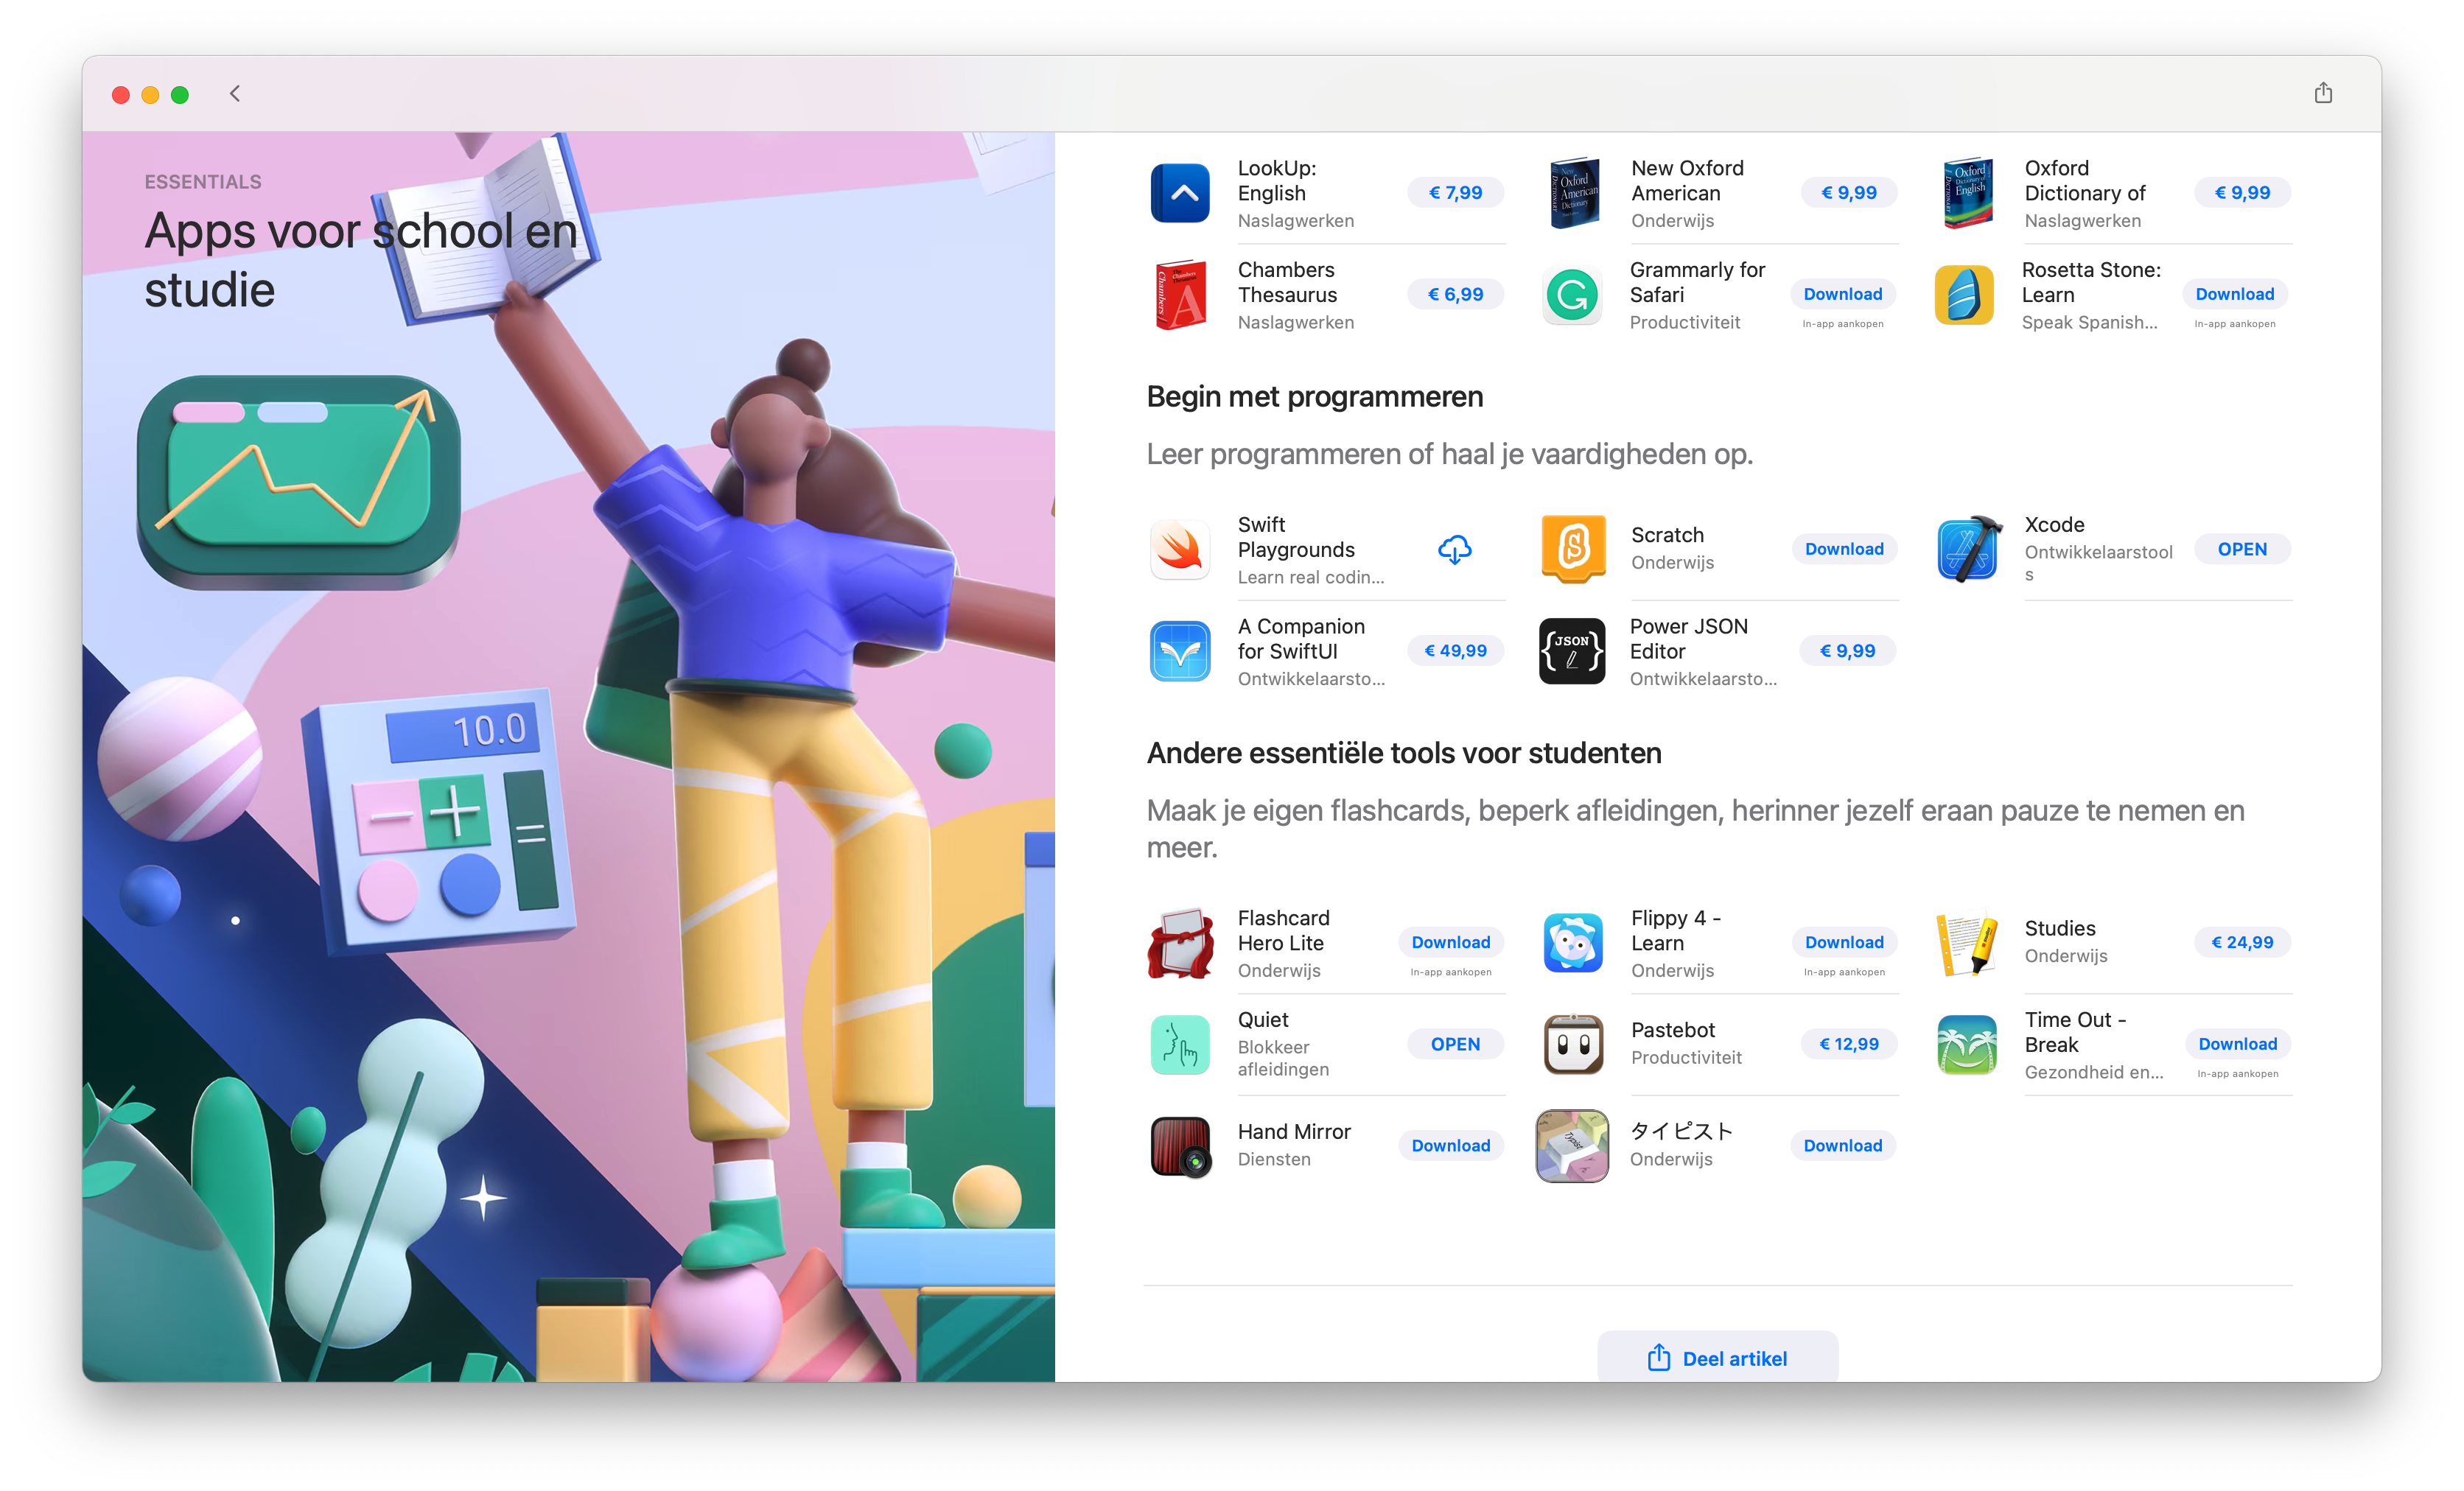 ESSENTIALS
Apps voor school en
studie
10.0
LookUp:
English
Naslagwerken
€ 7,99
New Oxford
American
Onderwijs
€ 9,99
Oxford
Dictionary of
Naslagwerken
€ 9,99
Chambers
Thesaurus
Naslagwerken
€ 6,99
Grammarly for
Safari
Productiviteit
Download
In-app aankopen
Rosetta Stone:
Learn
Speak Spanish...
Download
In-app aankopen
Begin met programmeren
Leer programmeren of haal je vaardigheden op.
Swift
Playgrounds
Learn real codin...
Scratch
Onderwijs
Download
Xcode
Ontwikkelaarstool
s
OPEN
A Companion
for SwiftUI
Ontwikkelaarsto...
€ 49,99
JSON
Power JSON
Editor
Ontwikkelaarsto...
€ 9,99
Andere essentiële tools voor studenten
Maak je eigen flashcards, beperk afleidingen, herinner jezelf eraan pauze te nemen en
meer.
Flashcard
Hero Lite
Onderwijs
Download
In-app aankopen
Flippy 4 -
Learn
Onderwijs
Download
In-app aankopen
Studies
Onderwijs
€ 24,99
Quiet
Blokkeer
afleidingen
OPEN
Pastebot
Productiviteit
€ 12,99
Time Out -
Break
Gezondheid en...
Download
In-app aankopen
Hand Mirror
Diensten
Download
Typist
タイピスト
Onderwijs
Download
Deel artikel